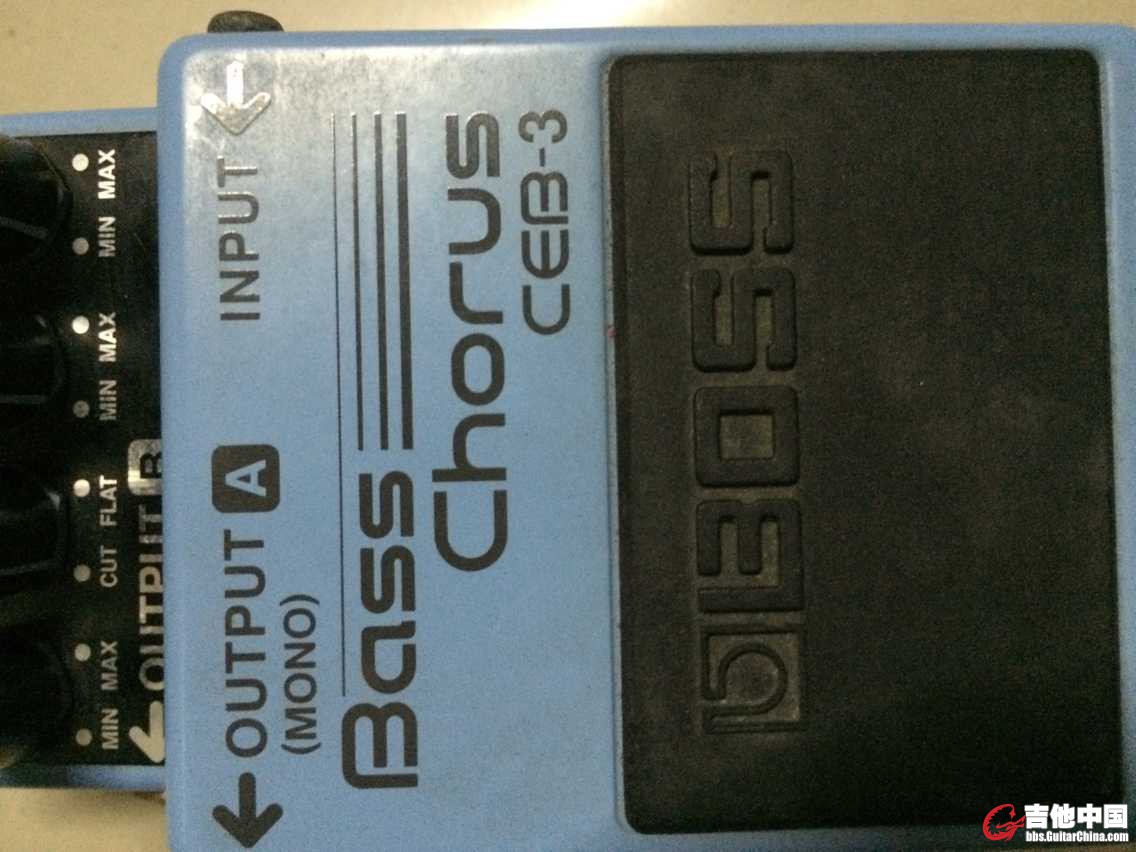 MIN MAX
CUT FLAT
MIN MAX
MIN MAX
OUTPUT B
OUTPUT A
INPUT
(MONO)
Bass
Chorus
CEB-3
BOSS
吉他中国
bbs.GuitarChina.com